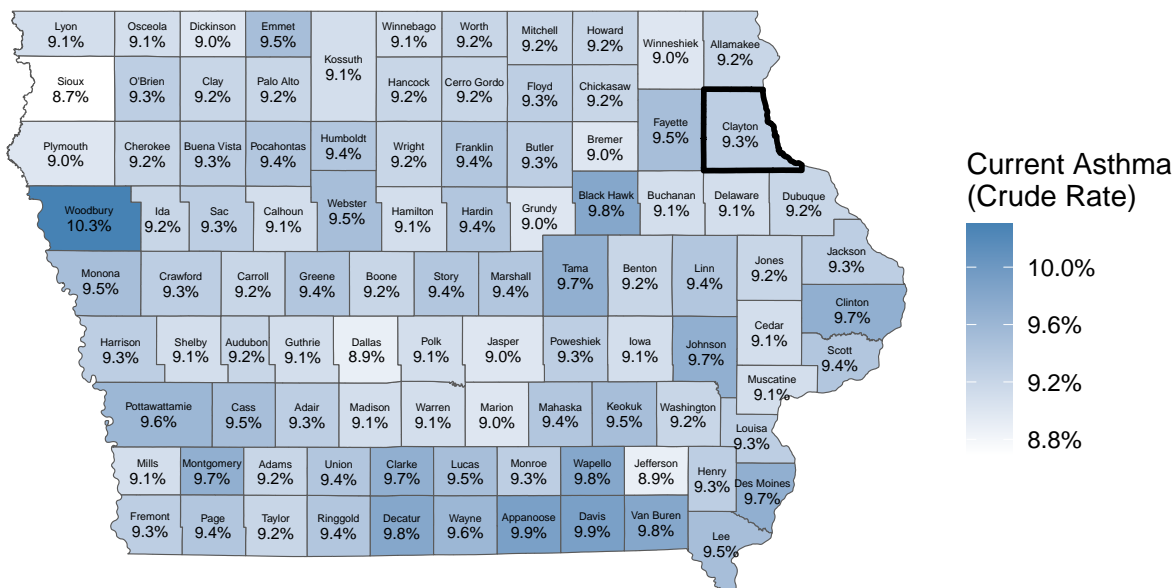 Lyon
9.1%
Osceola
9.1%
Dickinson
9.0%
Emmet
9.5%
Kossuth
9.1%
Winnebago
9.1%
Worth
9.2%
Mitchell
9.2%
Howard
9.2%
Winneshiek
9.0%
Allamakee
9.2%
Sioux
8.7%
O'Brien
9.3%
Clay
9.2%
Palo Alto
9.2%
Hancock
9.2%
Cerro Gordo
9.2%
Floyd
9.3%
Chickasaw
9.2%
Fayette
9.5%
Clayton
9.3%
Plymouth
9.0%
Cherokee
9.2%
Buena Vista
9.3%
Pocahontas
9.4%
Humboldt
9.4%
Wright
9.2%
Franklin
9.4%
Butler
9.3%
Bremer
9.0%
Woodbury
10.3%
Ida
9.2%
Sac
9.3%
Calhoun
9.1%
Webster
9.5%
Hamilton
9.1%
Hardin
9.4%
Grundy
9.0%
Black Hawk
9.8%
Buchanan
9.1%
Delaware
9.1%
Dubuque
9.2%
Monona
9.5%
Crawford
9.3%
Carroll
9.2%
Greene
9.4%
Boone
9.2%
Story
9.4%
Marshall
9.4%
Tama
9.7%
Benton
9.2%
Linn
9.4%
Jones
9.2%
Jackson
9.3%
Clinton
9.7%
Harrison
9.3%
Shelby
9.1%
Audubon
9.2%
Guthrie
9.1%
Dallas
8.9%
Polk
9.1%
Jasper
9.0%
Poweshiek
9.3%
Iowa
9.1%
Johnson
9.7%
Cedar
9.1%
Scott
9.4%
Muscatine
9.1%
Pottawattamie
9.6%
Cass
9.5%
Adair
9.3%
Madison
9.1%
Warren
9.1%
Marion
9.0%
Mahaska
9.4%
Keokuk
9.5%
Washington
9.2%
Louisa
9.3%
Mills
9.1%
Montgomery
9.7%
Adams
9.2%
Union
9.4%
Clarke
9.7%
Lucas
9.5%
Monroe
9.3%
Wapello
9.8%
Jefferson
8.9%
Henry
9.3%
Des Moines
9.7%
Fremont
9.3%
Page
9.4%
Taylor
9.2%
Ringgold
9.4%
Decatur
9.8%
Wayne
9.6%
Appanoose
9.9%
Davis
9.9%
Van Buren
9.8%
Lee
9.5%
Current Asthma
(Crude Rate)
10.0%
9.6%
9.2%
8.8%